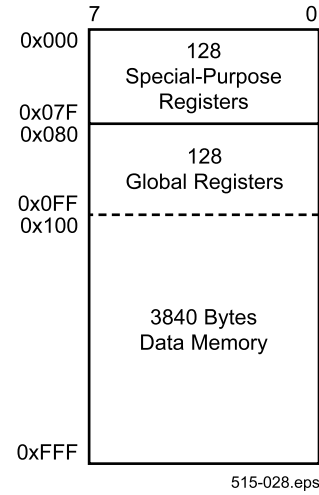 7 0
0x000
128
Special-Purpose
Registers
0x07F
0x080
128
Global Registers
0x0FF
0x100
3840 Bytes
Data Memory
0xFFF
515-028.eps